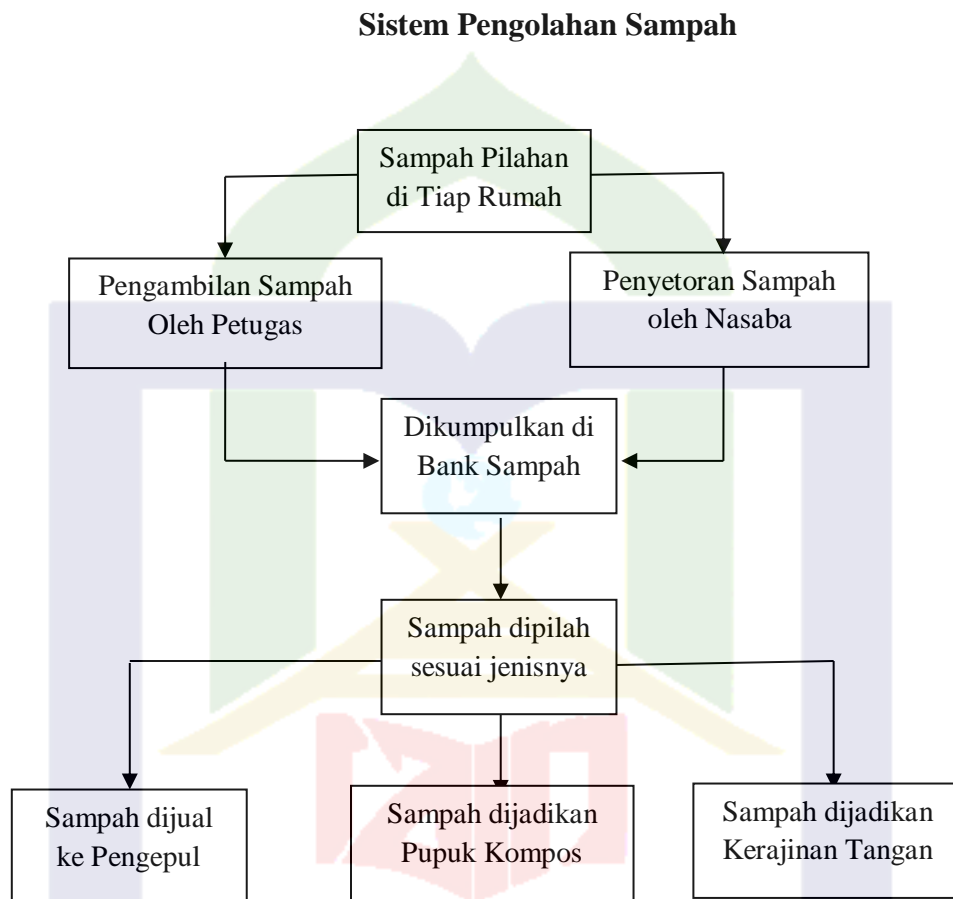 Sistem Pengolahan Sampah
Sampah Pilahan
di Tiap Rumah
Pengambilan Sampah
Oleh Petugas
Penyetoran Sampah
oleh Nasaba
Dikumpulkan di
Bank Sampah
Sampah dipilah
sesuai jenisnya
Sampah dijual
ke Pengepul
Sampah dijadikan
Pupuk Kompos
Sampah dijadikan
Kerajinan Tangan